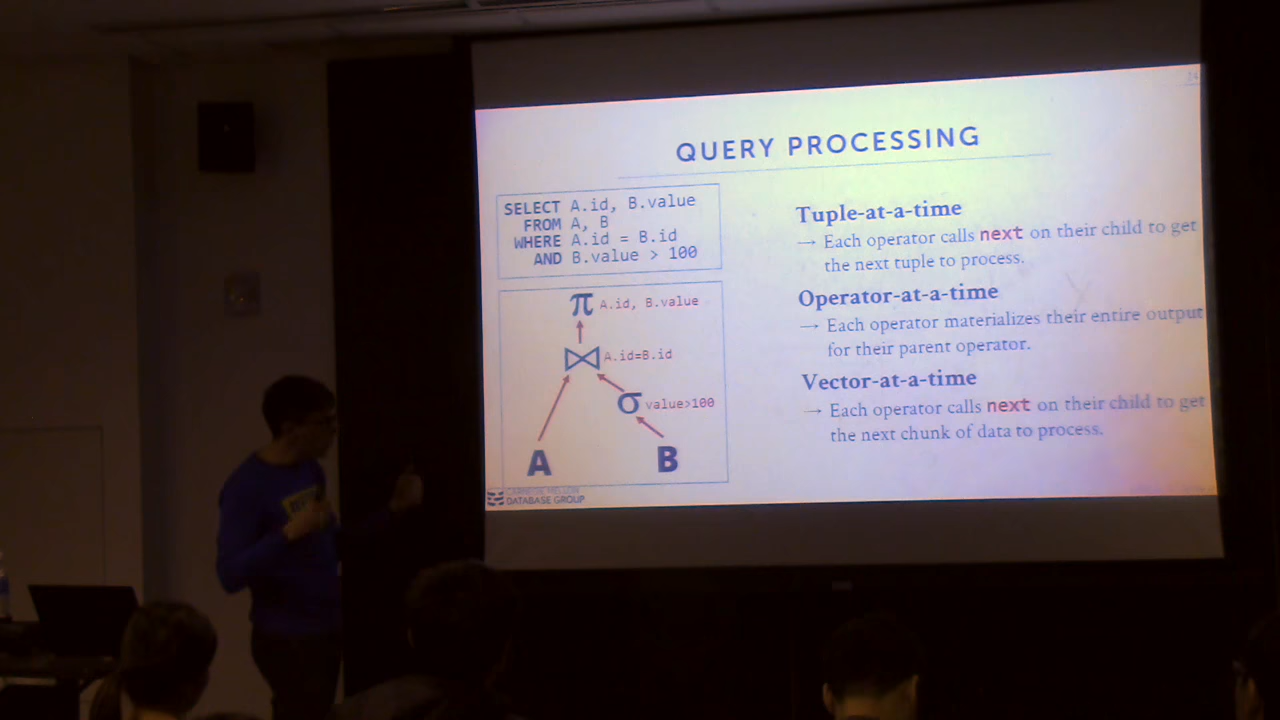 14
QUERY PROCESSING
SELECT A.id, B.value
FROM A, B
WHERE A.id = B.id
AND B.value > 100
π A.id, B.value
⋈ A.id=B.id
σ value>100
A B
CARNEGIE MELLON
DATABASE GROUP
Tuple-at-a-time
→ Each operator calls next on their child to get
the next tuple to process.
Operator-at-a-time
→ Each operator materializes their entire output
for their parent operator.
Vector-at-a-time
→ Each operator calls next on their child to get
the next chunk of data to process.